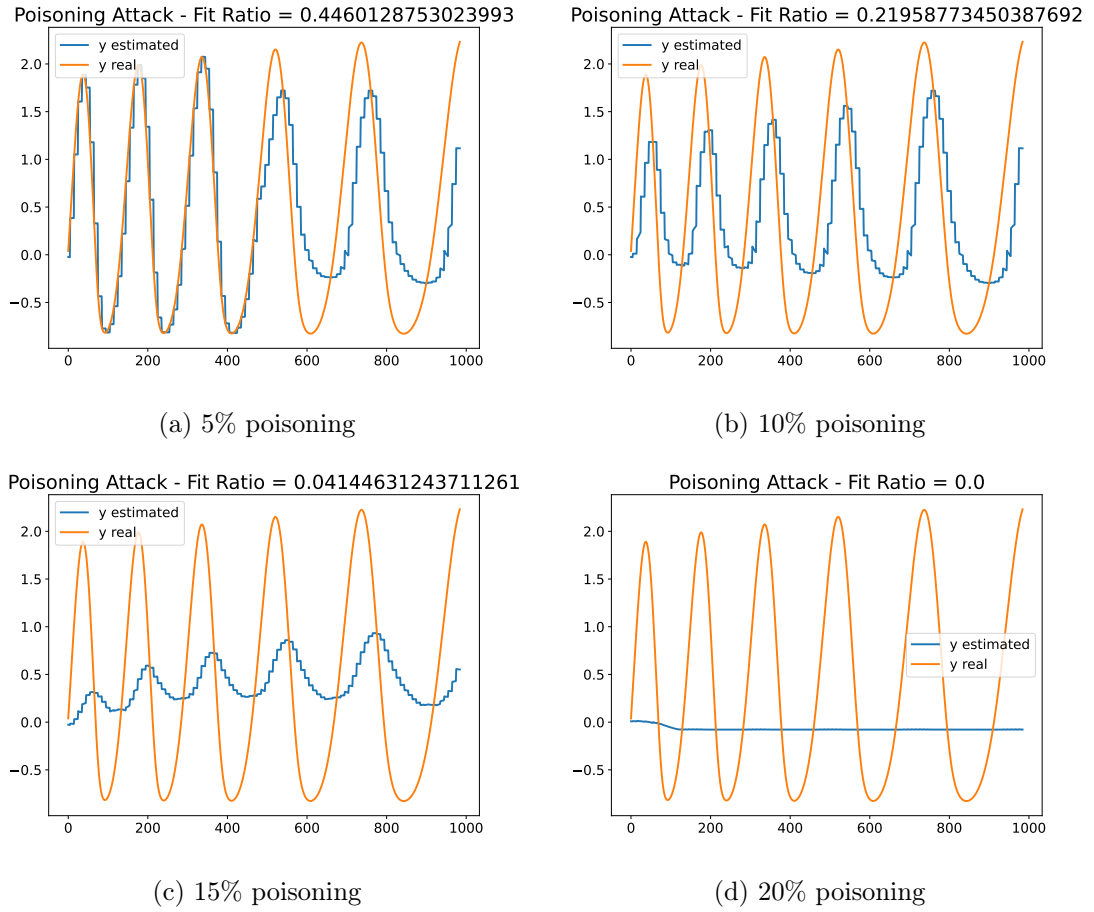 Poisoning Attack - Fit Ratio = 0.4460128753023993
y estimated
y real
2.0
1.5
1.0
0.5
0.0
−0.5
0 200 400 600 800 1000
(a) 5% poisoning
Poisoning Attack - Fit Ratio = 0.21958773450387692
y estimated
y real
2.0
1.5
1.0
0.5
0.0
−0.5
0 200 400 600 800 1000
(b) 10% poisoning
Poisoning Attack - Fit Ratio = 0.04144631243711261
y estimated
y real
2.0
1.5
1.0
0.5
0.0
−0.5
0 200 400 600 800 1000
(c) 15% poisoning
Poisoning Attack - Fit Ratio = 0.0
2.0
1.5
1.0
y estimated
y real
0.5
0.0
−0.5
0 200 400 600 800 1000
(d) 20% poisoning